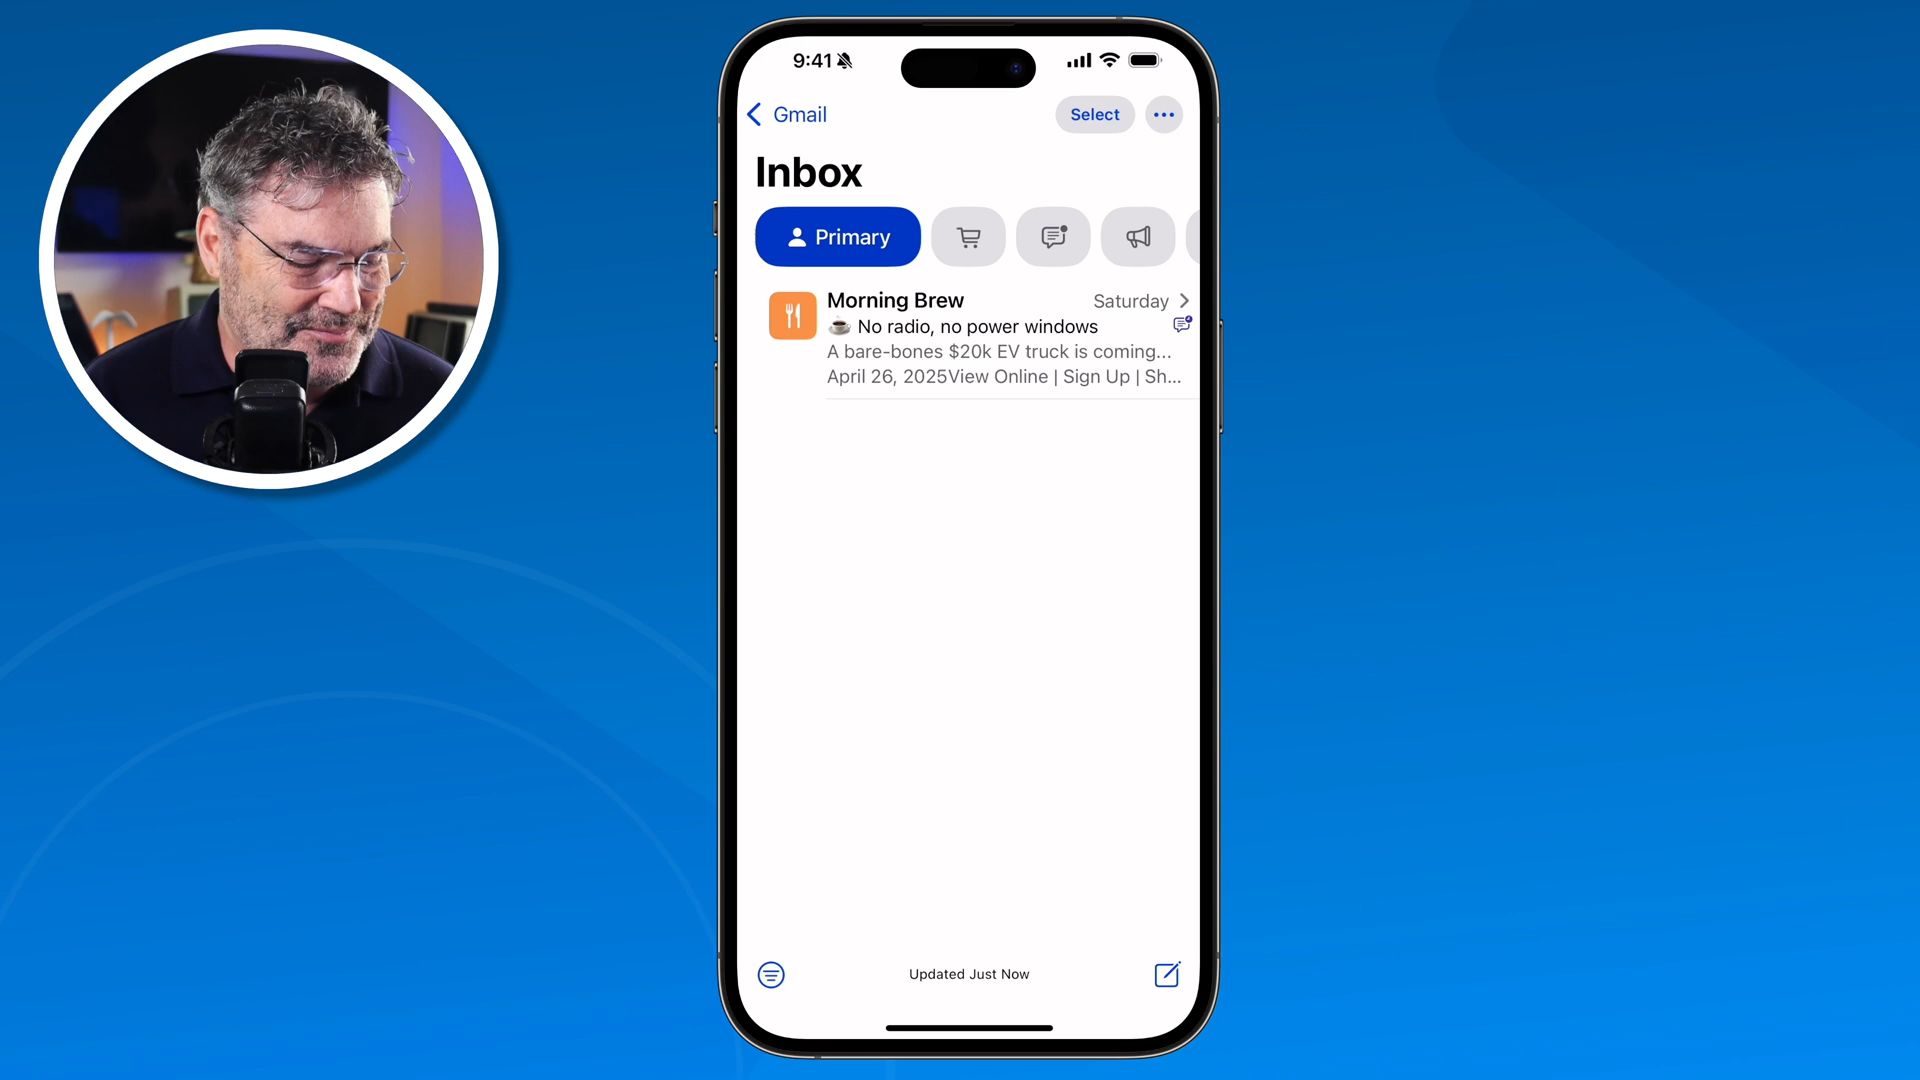 9:41
Gmail
Select
Inbox
Primary
Morning Brew
Saturday
☕ No radio, no power windows
A bare-bones $20k EV truck is coming...
April 26, 2025View Online | Sign Up | Sh...
Updated Just Now